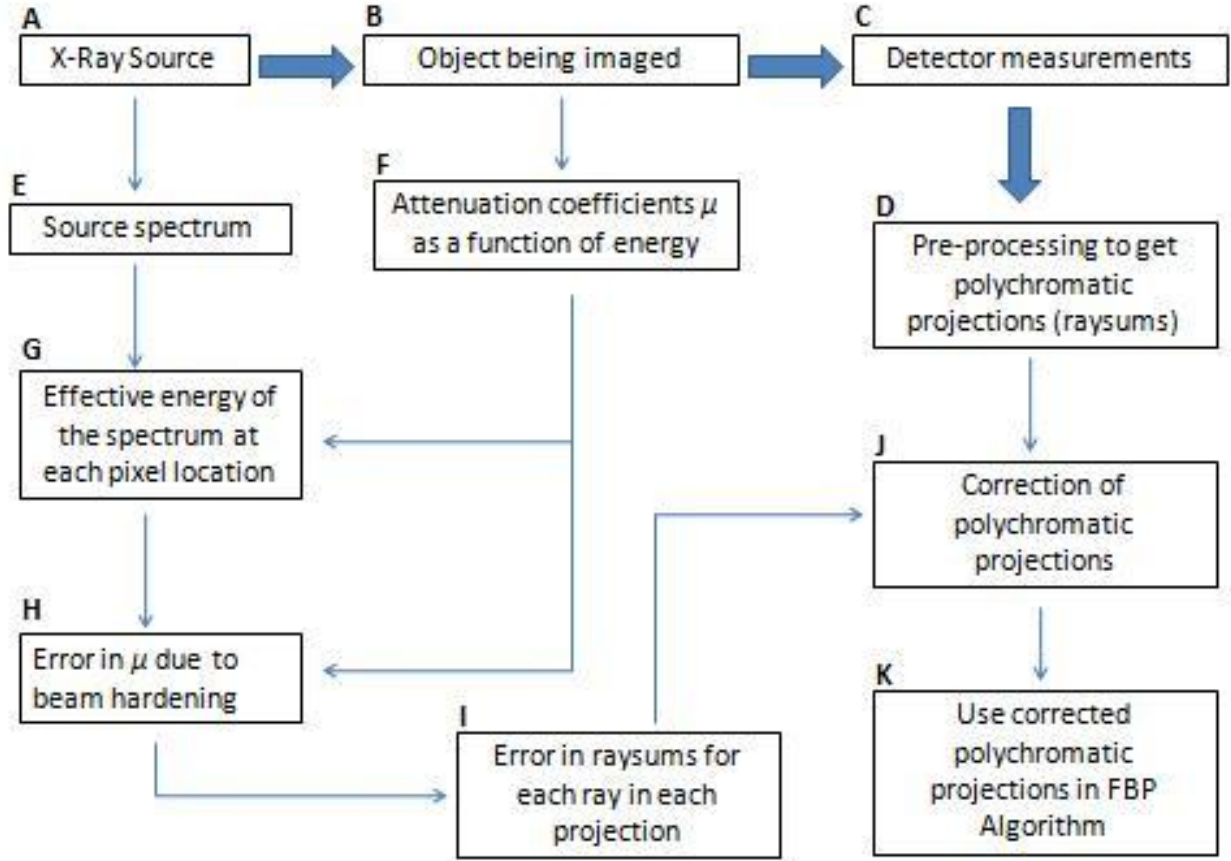 A
X-Ray Source
B
Object being imaged
C
Detector measurements
E
Source spectrum
F
Attenuation coefficients μ
as a function of energy
D
Pre-processing to get
polychromatic
projections (raysums)
G
Effective energy of
the spectrum at
each pixel location
J
Correction of
polychromatic
projections
H
Error in μ due to
beam hardening
I
Error in raysums for
each ray in each
projection
K
Use corrected
polychromatic
projections in FBP
Algorithm